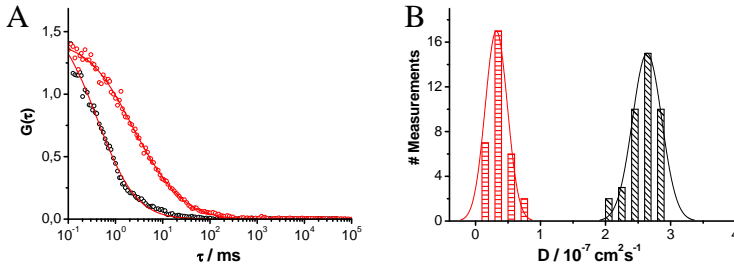 A
B
G(τ)
1,5
1,0
0,5
0,0
10⁻¹ 10⁰ 10¹ 10² 10³ 10⁴ 10⁵
τ / ms
# Measurements
16
12
8
4
0
0 1 2 3 4
D / 10⁻⁷ cm²s⁻¹